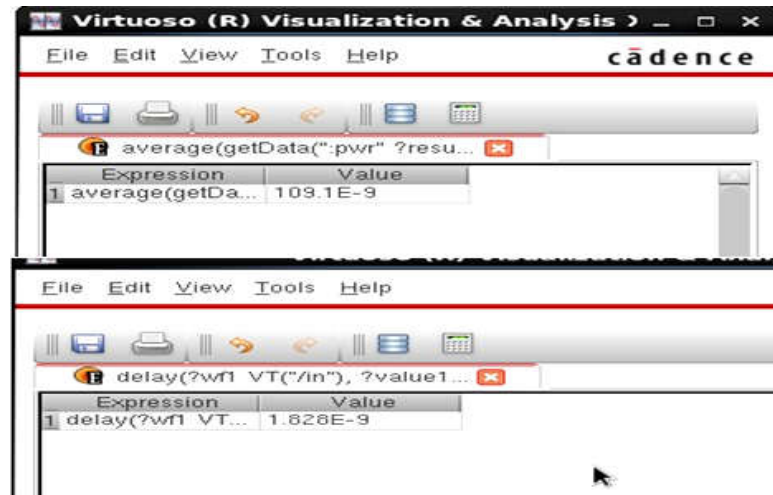 Virtuoso (R) Visualization & Analysis X
File Edit View Tools Help cādence
average(getData(":pwr" ?resu...
Expression Value
1 average(getDa... 109.1E-9
File Edit View Tools Help
delay(?wf1 VT("/in"), ?value1...
Expression Value
1 delay(?wf1 VT... 1.828E-9